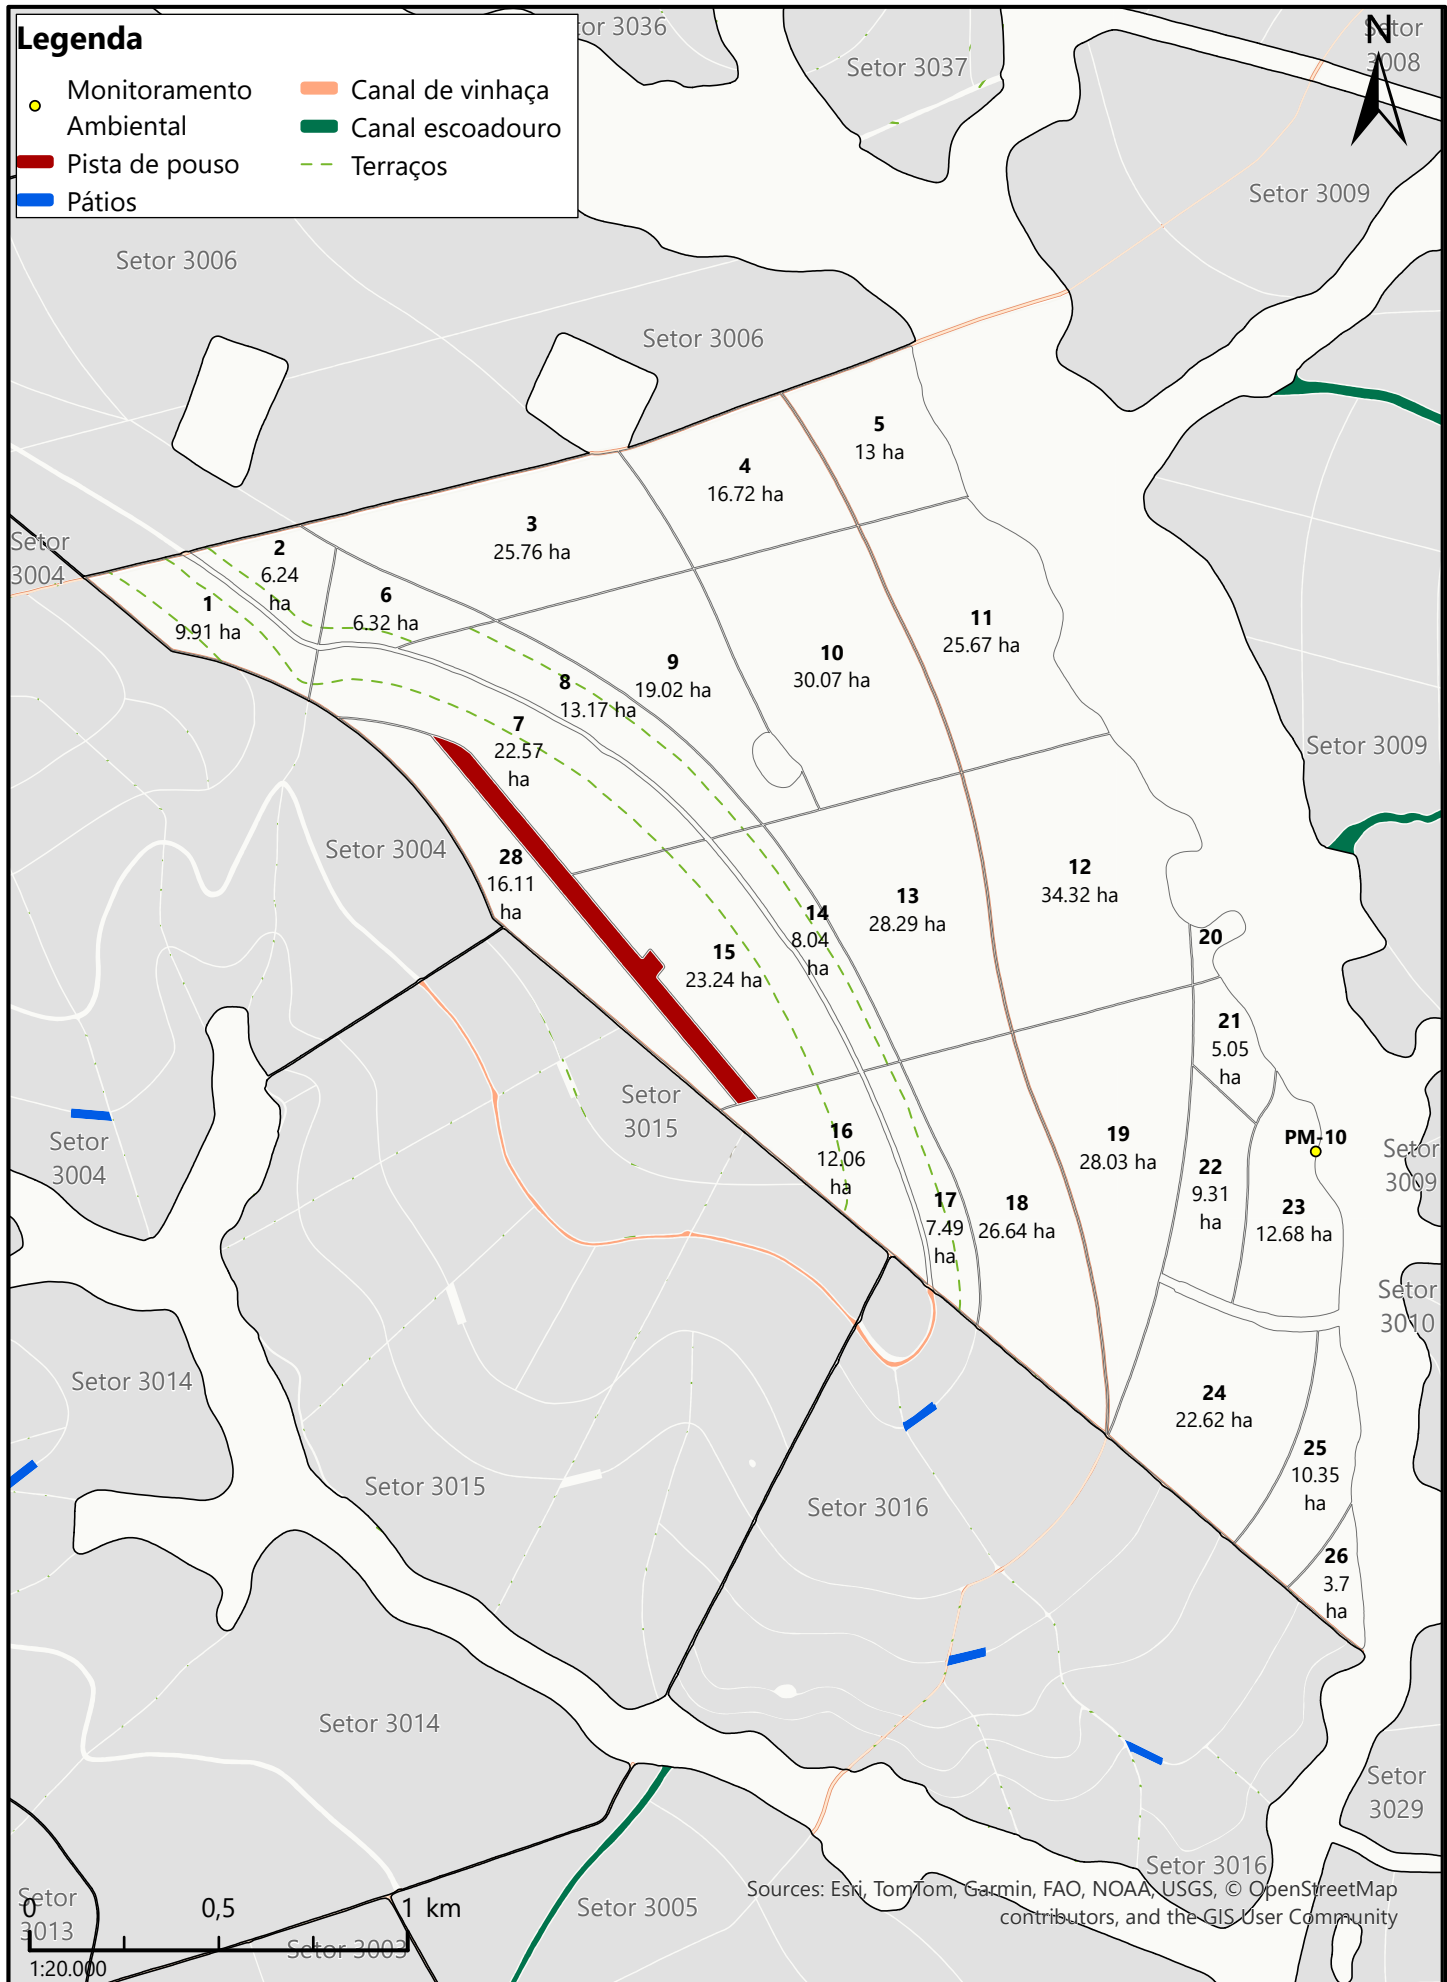 Legenda
Monitoramento
Ambiental
Pista de pouso
Pátios
Canal de vinhaça
Canal escoadouro
Terraços
tor 3036
Setor 3037
Setor
3008
N
Setor 3009
Setor 3006
Setor 3006
5
13 ha
4
16.72 ha
3
25.76 ha
Setor
3004
2
6.24
ha
1
9.91 ha
6
6.32 ha
11
25.67 ha
10
30.07 ha
9
19.02 ha
8
13.17 ha
7
22.57
ha
Setor 3009
Setor 3004
28
16.11
ha
12
34.32 ha
13
28.29 ha
14
8.04
ha
20
15
23.24 ha
21
5.05
ha
Setor
3015
Setor
3004
16
12.06
ha
19
28.03 ha
PM-10
Setor
3009
22
9.31
ha
23
12.68 ha
17
7.49
ha
18
26.64 ha
Setor
3010
Setor 3014
24
22.62 ha
25
10.35
ha
Setor 3015
Setor 3016
26
3.7
ha
Setor 3014
Setor
3029
Setor 3016
Setor
3013
Setor 3005
Setor 3003
Sources: Esri, TomTom, Garmin, FAO, NOAA, USGS, © OpenStreetMap
contributors, and the GIS User Community
0 0,5 1 km
1:20.000